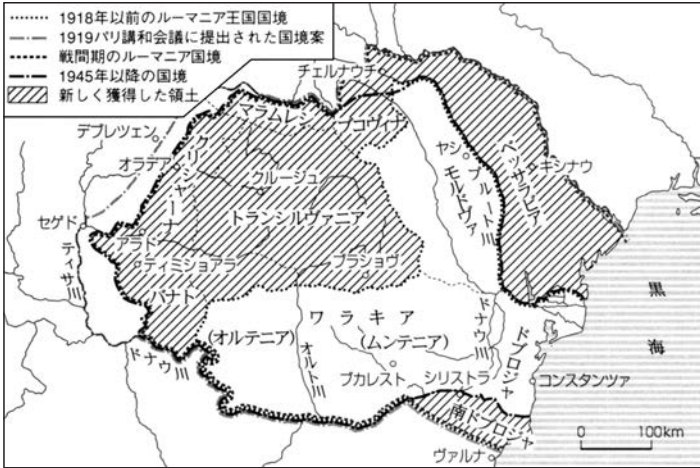 1918年以前のルーマニア王国国境
1919パリ講和会議に提出された国境案
戦間期のルーマニア国境
1945年以降の国境
新しく獲得した領土
チェルナウチ
マラムレシ
ブコヴィナ
デブレツェン
オラデア
クリシャーナ
クルージュ
ヤシ
モルドヴァ
プルート川
ベッサラビア
キシナウ
トランシルヴァニア
セゲド
ティサ川
アラド
ティミショアラ
ブラショヴ
バナト
黒海
ワラキア
(オルテニア)
(ムンテニア)
ドナウ川
オルト川
ドナウ川
ドブロジャ
ブカレスト
シリストラ
コンスタンツァ
南ドブロジャ
ヴァルナ
0 100km